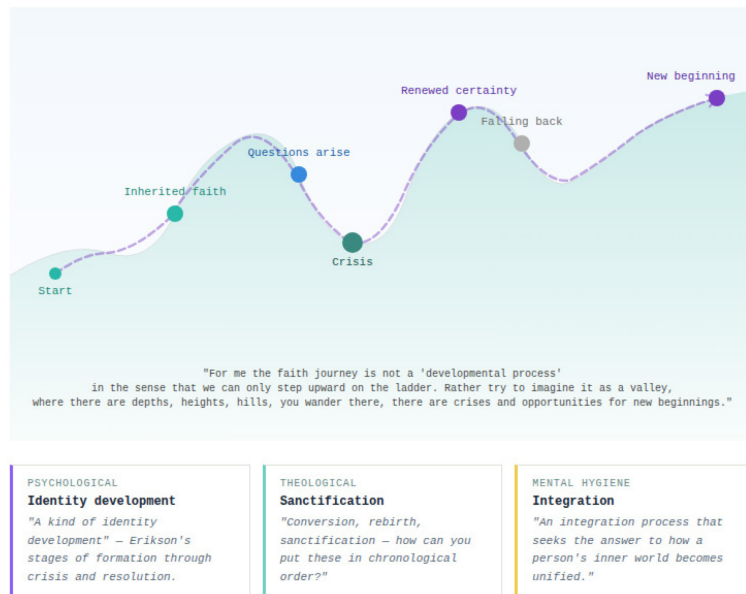 New beginning
Renewed certainty
Falling back
Questions arise
Inherited faith
Crisis
Start
"For me the faith journey is not a 'developmental process'
in the sense that we can only step upward on the ladder. Rather try to imagine it as a valley,
where there are depths, heights, hills, you wander there, there are crises and opportunities for new beginnings."
PSYCHOLOGICAL
Identity development
"A kind of identity
development" — Erikson's
stages of formation through
crisis and resolution.
THEOLOGICAL
Sanctification
"Conversion, rebirth,
sanctification — how can you
put these in chronological
order?"
MENTAL HYGIENE
Integration
"An integration process that
seeks the answer to how a
person's inner world becomes
unified."